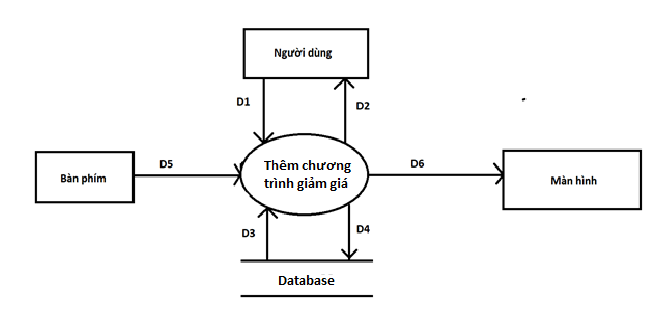 Người dùng
D1
D2
Bàn phím
D5
Thêm chương
trình giảm giá
D6
Màn hình
D3
D4
Database